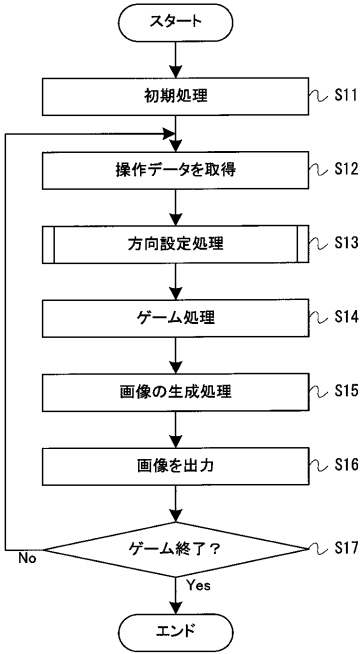 スタート
初期処理 S11
操作データを取得 S12
方向設定処理 S13
ゲーム処理 S14
画像の生成処理 S15
画像を出力 S16
ゲーム終了？ S17
No
Yes
エンド